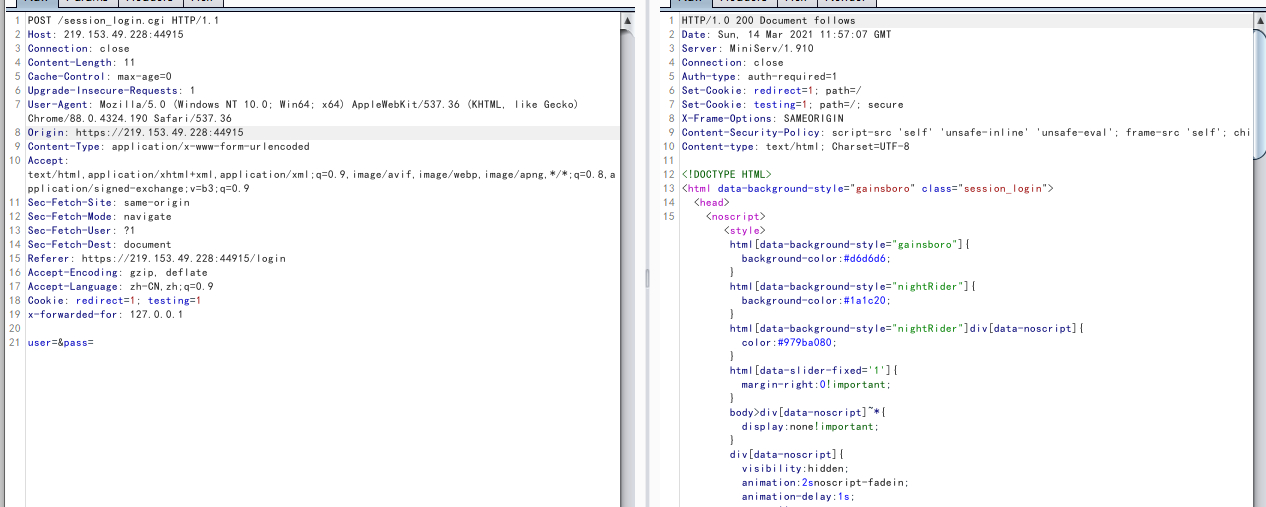 1 POST /session_login.cgi HTTP/1.1
2 Host: 219.153.49.228:44915
3 Connection: close
4 Content-Length: 11
5 Cache-Control: max-age=0
6 Upgrade-Insecure-Requests: 1
7 User-Agent: Mozilla/5.0 (Windows NT 10.0; Win64; x64) AppleWebKit/537.36 (KHTML, like Gecko)
Chrome/88.0.4324.190 Safari/537.36
8 Origin: https://219.153.49.228:44915
9 Content-Type: application/x-www-form-urlencoded
10 Accept:
text/html,application/xhtml+xml,application/xml;q=0.9,image/avif,image/webp,image/apng,*/*;q=0.8,a
pplication/signed-exchange;v=b3;q=0.9
11 Sec-Fetch-Site: same-origin
12 Sec-Fetch-Mode: navigate
13 Sec-Fetch-User: ?1
14 Sec-Fetch-Dest: document
15 Referer: https://219.153.49.228:44915/login
16 Accept-Encoding: gzip, deflate
17 Accept-Language: zh-CN,zh;q=0.9
18 Cookie: redirect=1; testing=1
19 x-forwarded-for: 127.0.0.1
20
21 user=&pass=
1 HTTP/1.0 200 Document follows
2 Date: Sun, 14 Mar 2021 11:57:07 GMT
3 Server: MiniServ/1.910
4 Connection: close
5 Auth-type: auth-required=1
6 Set-Cookie: redirect=1; path=/
7 Set-Cookie: testing=1; path=/; secure
8 X-Frame-Options: SAMEORIGIN
9 Content-Security-Policy: script-src 'self' 'unsafe-inline' 'unsafe-eval'; frame-src 'self'; chi
10 Content-type: text/html; Charset=UTF-8
11
12 <!DOCTYPE HTML>
13 <html data-background-style="gainsboro" class="session_login">
14 <head>
15 <noscript>
<style>
html[data-background-style="gainsboro"]{
background-color:#d6d6d6;
}
html[data-background-style="nightRider"]{
background-color:#1a1c20;
}
html[data-background-style="nightRider"]div[data-noscript]{
color:#979ba080;
}
html[data-slider-fixed='1']{
margin-right:0!important;
}
body>div[data-noscript]~*{
display:none!important;
}
div[data-noscript]{
visibility:hidden;
animation:2snoscript-fadein;
animation-delay:1s;